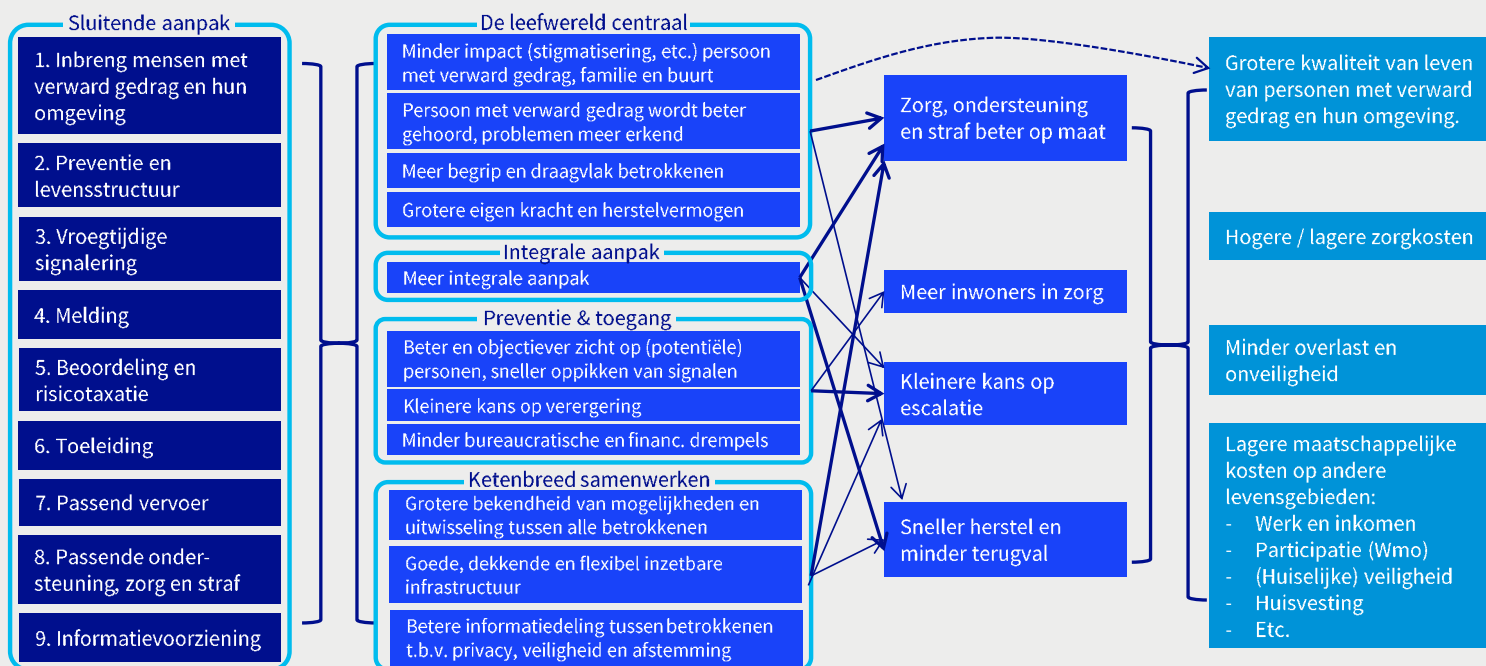 Sluitende aanpak
1. Inbreng mensen met
verward gedrag en hun
omgeving
2. Preventie en
levensstructuur
3. Vroegtijdige
signalering
4. Melding
5. Beoordeling en
risicotaxatie
6. Toeleiding
7. Passend vervoer
8. Passende onder-
steuning, zorg en straf
9. Informatievoorziening
De leefwereld centraal
Minder impact (stigmatisering, etc.) persoon
met verward gedrag, familie en buurt
Persoon met verward gedrag wordt beter
gehoord, problemen meer erkend
Meer begrip en draagvlak betrokkenen
Grotere eigen kracht en herstelvermogen
Integrale aanpak
Meer integrale aanpak
Preventie & toegang
Beter en objectiever zicht op (potentiële)
personen, sneller oppikken van signalen
Kleinere kans op verergering
Minder bureaucratische en financ. drempels
Ketenbreed samenwerken
Grotere bekendheid van mogelijkheden en
uitwisseling tussen alle betrokkenen
Goede, dekkende en flexibel inzetbare
infrastructuur
Betere informatiedeling tussen betrokkenen
t.b.v. privacy, veiligheid en afstemming
Zorg, ondersteuning
en straf beter op maat
Meer inwoners in zorg
Kleinere kans op
escalatie
Sneller herstel en
minder terugval
Grotere kwaliteit van leven
van personen met verward
gedrag en hun omgeving.
Hogere / lagere zorgkosten
Minder overlast en
onveiligheid
Lagere maatschappelijke
kosten op andere
levensgebieden:
- Werk en inkomen
- Participatie (Wmo)
- (Huiselijke) veiligheid
- Huisvesting
- Etc.